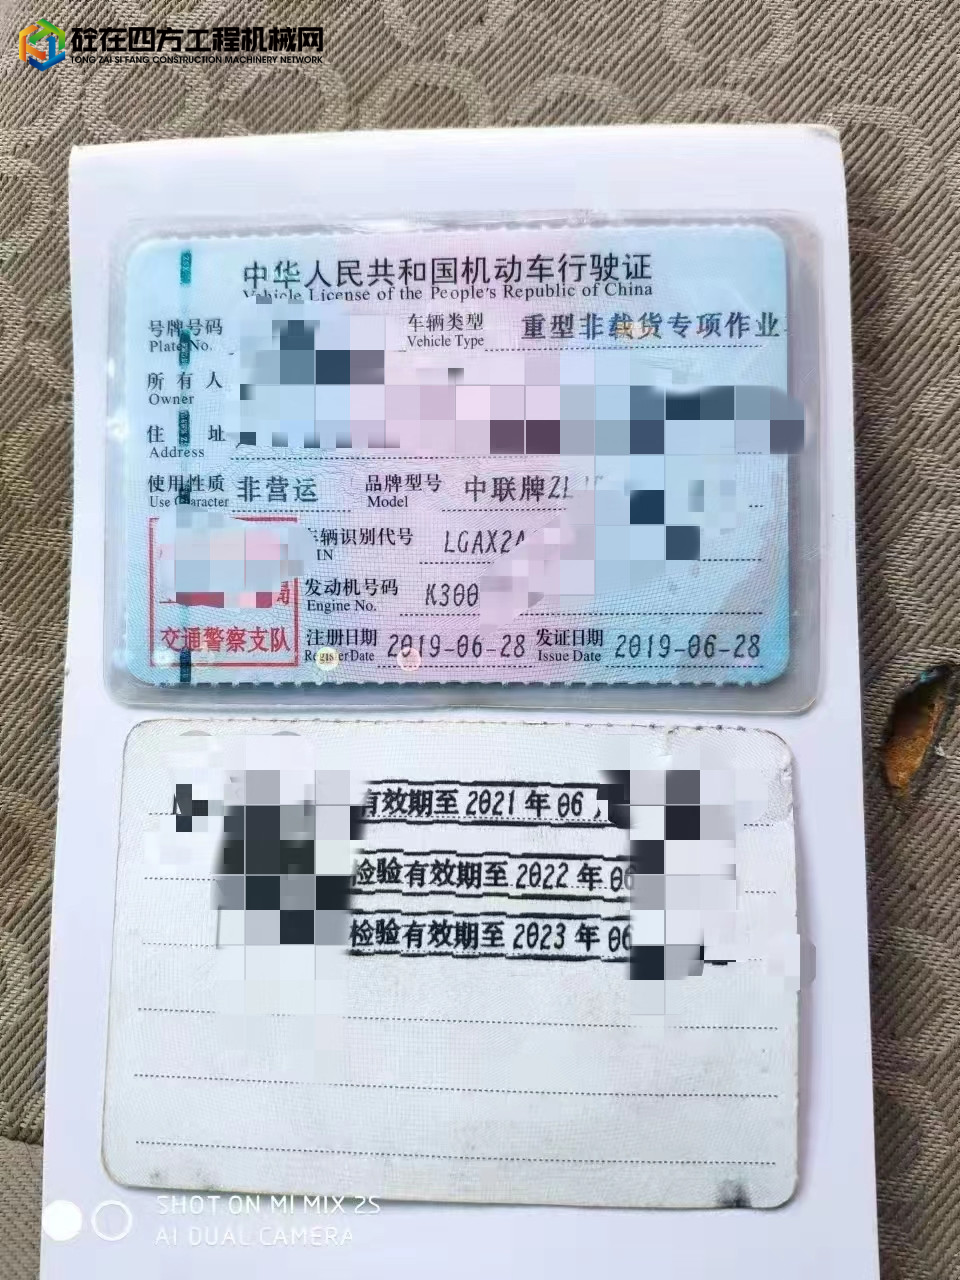 砼在四方工程机械网
TONG ZAI SI FANG CONSTRUCTION MACHINERY NETWORK
中华人民共和国机动车行驶证
Vehicle License of the People's Republic of China
号牌号码 车辆类型 重型非载货专项作业
Plate No. Vehicle Type
所有人
Owner
住址
Address
使用性质 非营运 品牌型号 中联牌ZL
Use Character Model
车辆识别代号 LGAX2A
VIN
发动机号码 K300
Engine No.
交通警察支队
注册日期 2019-06-28 发证日期 2019-06-28
Register Date Issue Date
有效期至2021年06
检验有效期至2022年06
检验有效期至2023年06
SHOT ON MI MIX 2S
AI DUAL CAMERA